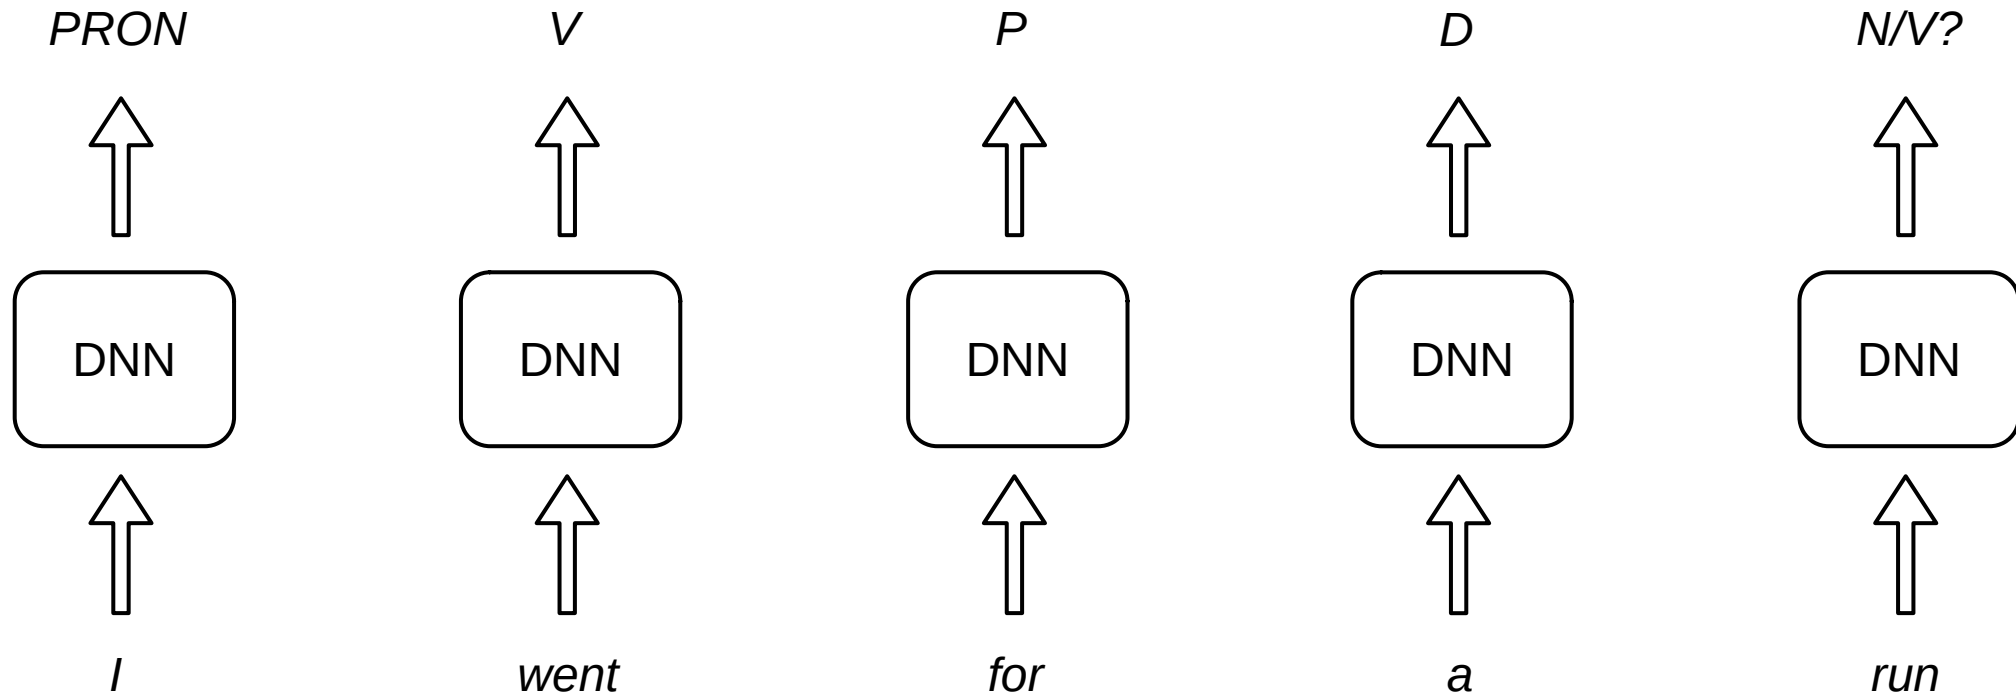 PRON V P D N/V?
DNN DNN DNN DNN DNN
I went for a run